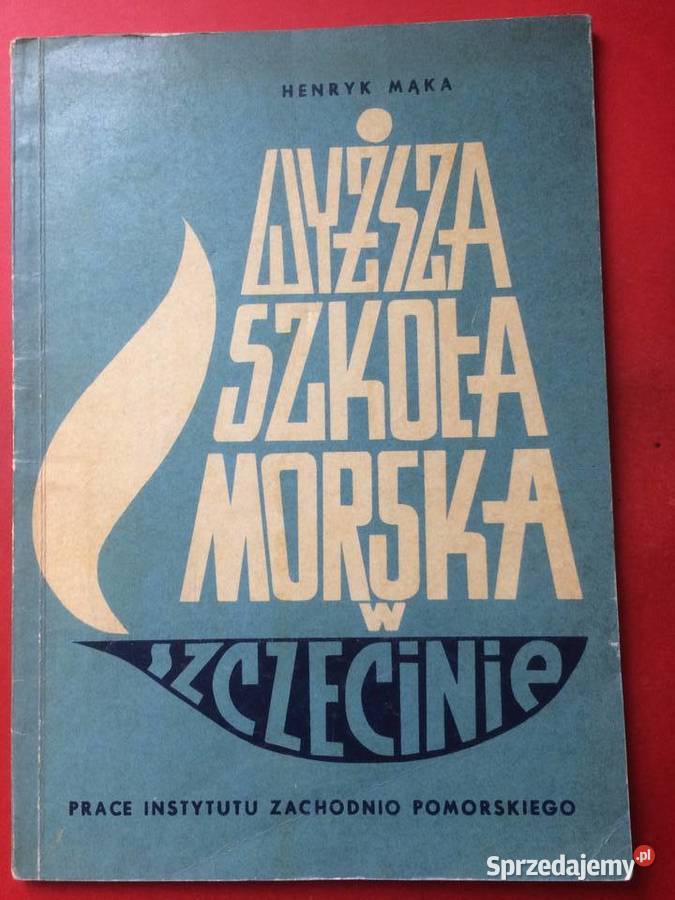 HENRYK MĄKA
WYŻSZA
SZKOŁA
MORSKA
W
SZCZECINIE
PRACE INSTYTUTU ZACHODNIO POMORSKIEGO
Sprzedajemy.pl